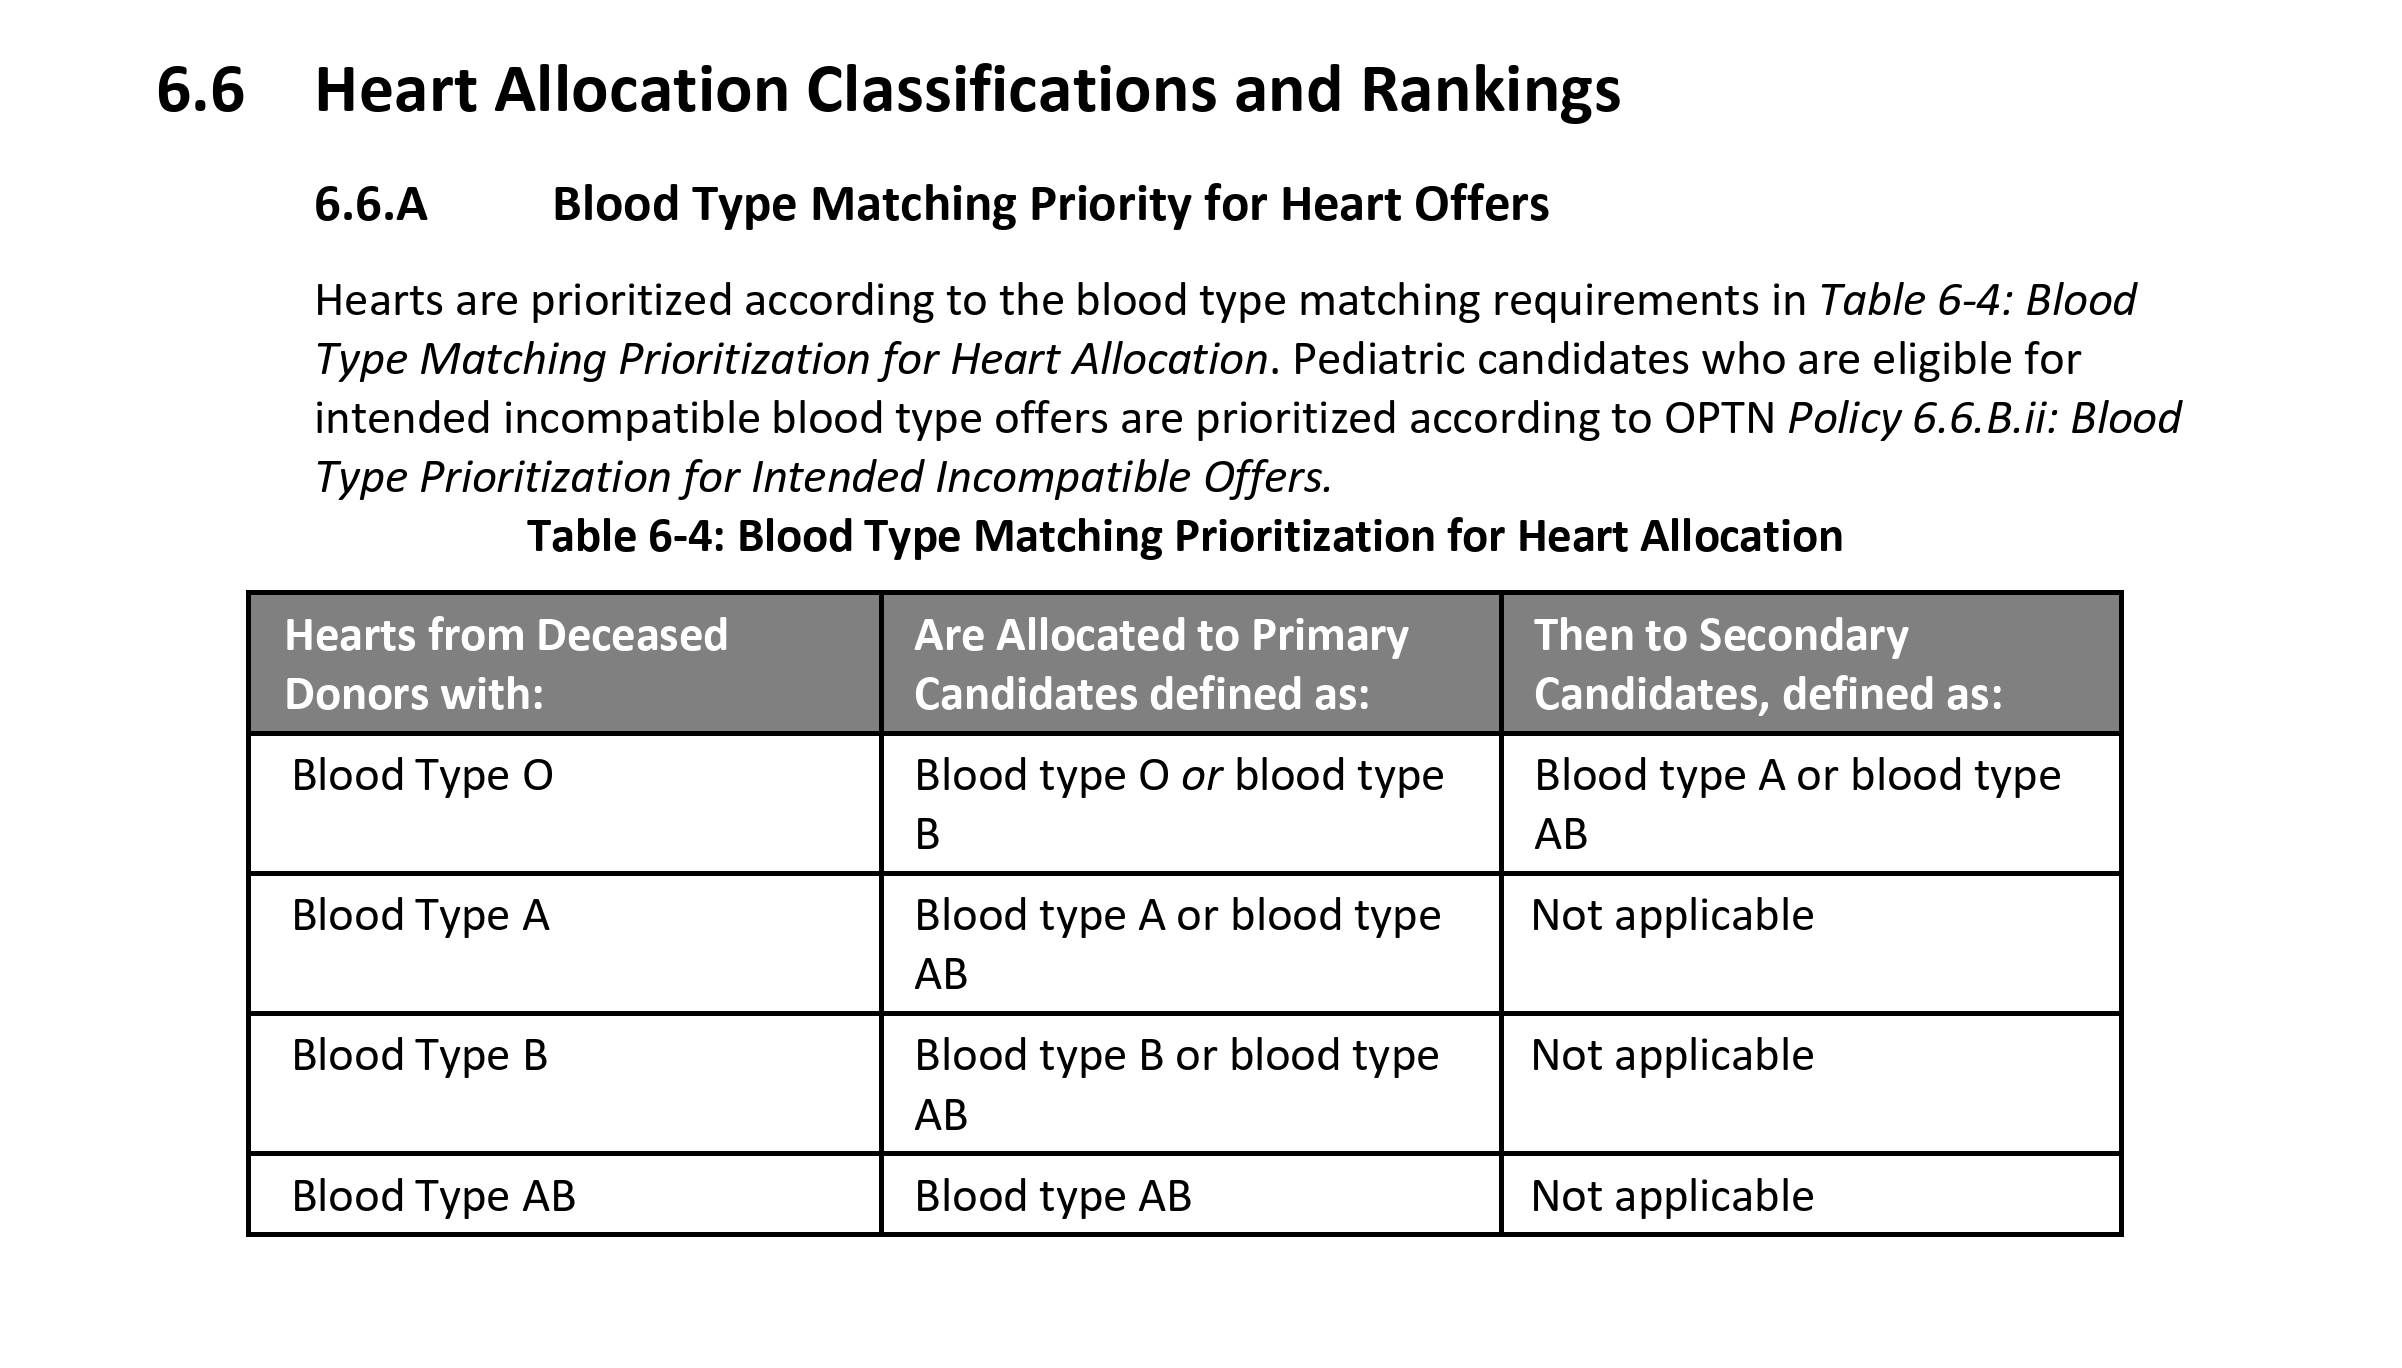 6.6 Heart Allocation Classifications and Rankings
6.6.A Blood Type Matching Priority for Heart Offers
Hearts are prioritized according to the blood type matching requirements in Table 6-4: Blood
Type Matching Prioritization for Heart Allocation. Pediatric candidates who are eligible for
intended incompatible blood type offers are prioritized according to OPTN Policy 6.6.B.ii: Blood
Type Prioritization for Intended Incompatible Offers.
Table 6-4: Blood Type Matching Prioritization for Heart Allocation
Hearts from Deceased
Donors with:
Are Allocated to Primary
Candidates defined as:
Then to Secondary
Candidates, defined as:
Blood Type O
Blood type O or blood type
B
Blood type A or blood type
AB
Blood Type A
Blood type A or blood type
AB
Not applicable
Blood Type B
Blood type B or blood type
AB
Not applicable
Blood Type AB
Blood type AB
Not applicable